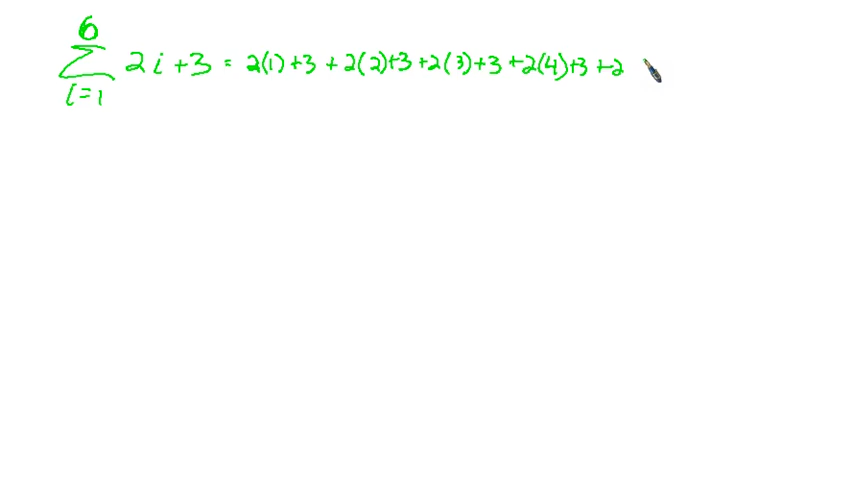 6
∑ 2i+3 = 2(1)+3 + 2(2)+3 +2(3)+3 +2(4)+3 +2
i=1